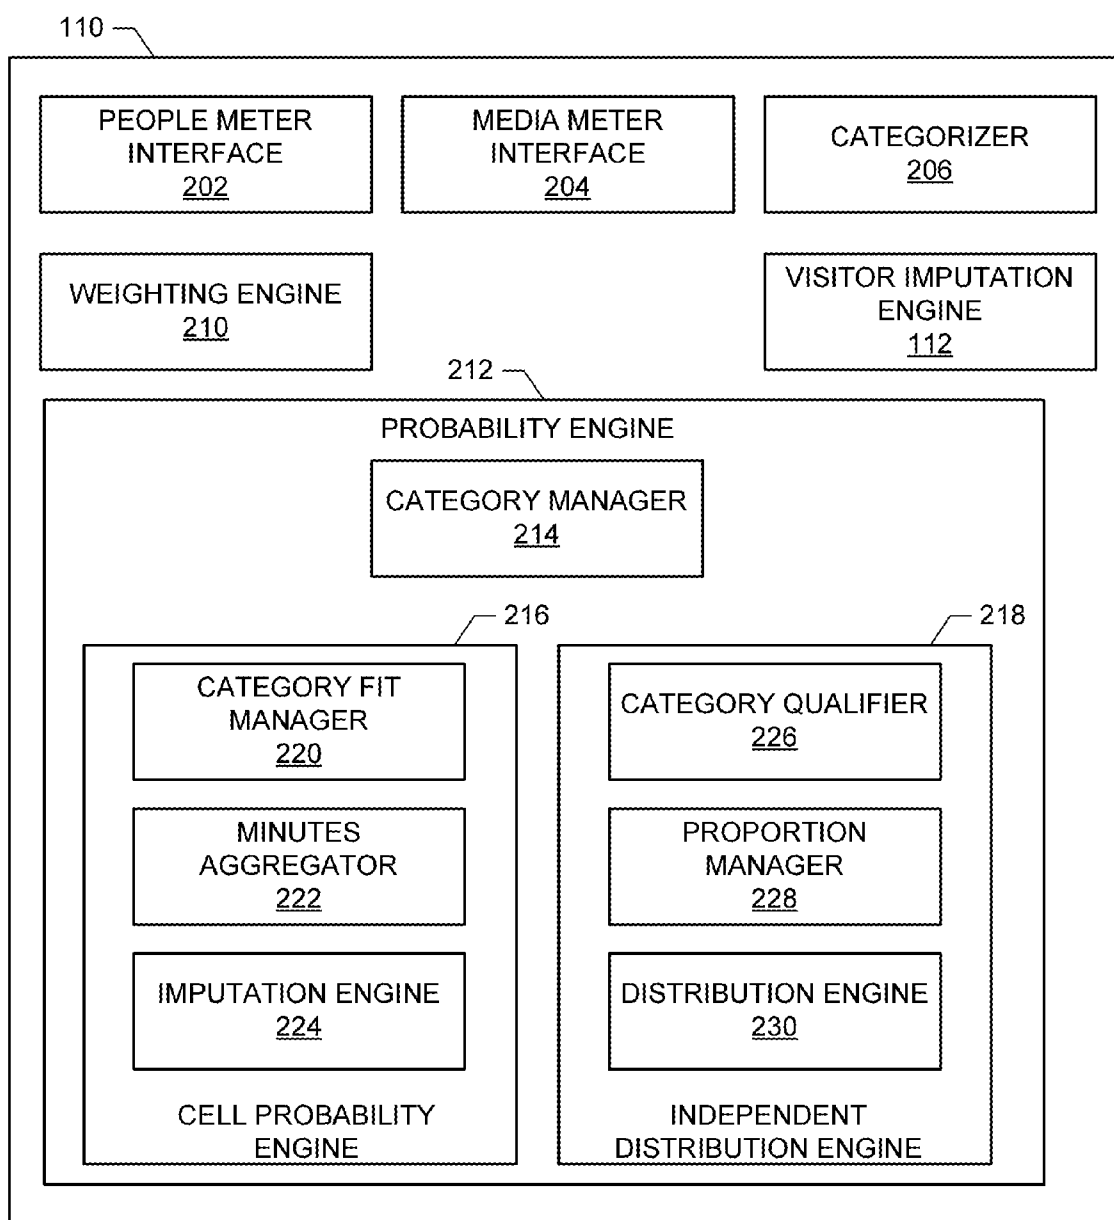 110
PEOPLE METER
INTERFACE
202
MEDIA METER
INTERFACE
204
CATEGORIZER
206
WEIGHTING ENGINE
210
VISITOR IMPUTATION
ENGINE
112
212
PROBABILITY ENGINE
CATEGORY MANAGER
214
216
CATEGORY FIT
MANAGER
220
MINUTES
AGGREGATOR
222
IMPUTATION ENGINE
224
CELL PROBABILITY
ENGINE
218
CATEGORY QUALIFIER
226
PROPORTION
MANAGER
228
DISTRIBUTION ENGINE
230
INDEPENDENT
DISTRIBUTION ENGINE